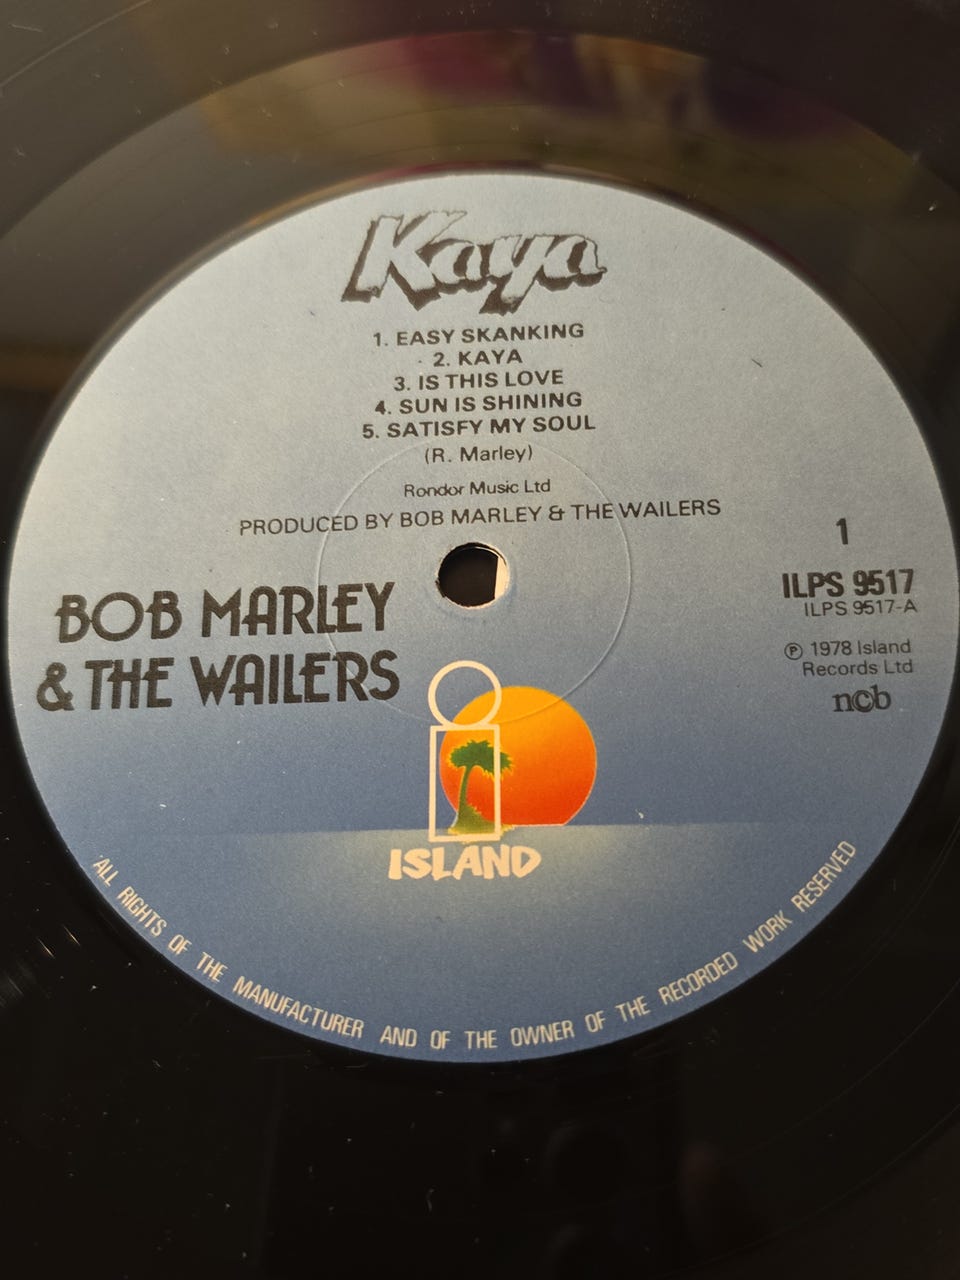 Kaya
1. EASY SKANKING
2. KAYA
3. IS THIS LOVE
4. SUN IS SHINING
5. SATISFY MY SOUL
(R. Marley)
Rondor Music Ltd
PRODUCED BY BOB MARLEY & THE WAILERS
BOB MARLEY
& THE WAILERS
1
ILPS 9517
ILPS 9517-A
℗ 1978 Island
Records Ltd
ncb
ISLAND
ALL RIGHTS OF THE MANUFACTURER AND OF THE OWNER OF THE RECORDED WORK RESERVED